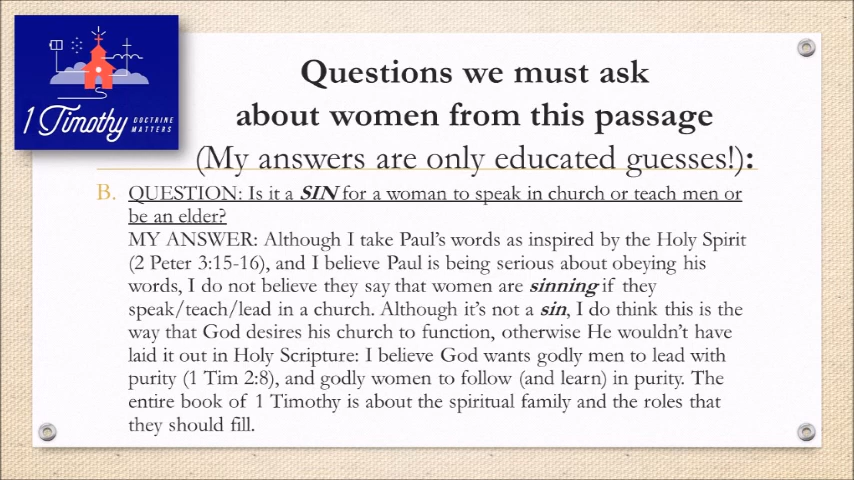 1 Timothy DOCTRINE
MATTERS
Questions we must ask
about women from this passage
(My answers are only educated guesses!):
B. QUESTION: Is it a SIN for a woman to speak in church or teach men or
be an elder?
MY ANSWER: Although I take Paul's words as inspired by the Holy Spirit
(2 Peter 3:15-16), and I believe Paul is being serious about obeying his
words, I do not believe they say that women are sinning if they
speak/teach/lead in a church. Although it's not a sin, I do think this is the
way that God desires his church to function, otherwise He wouldn't have
laid it out in Holy Scripture: I believe God wants godly men to lead with
purity (1 Tim 2:8), and godly women to follow (and learn) in purity. The
entire book of 1 Timothy is about the spiritual family and the roles that
they should fill.